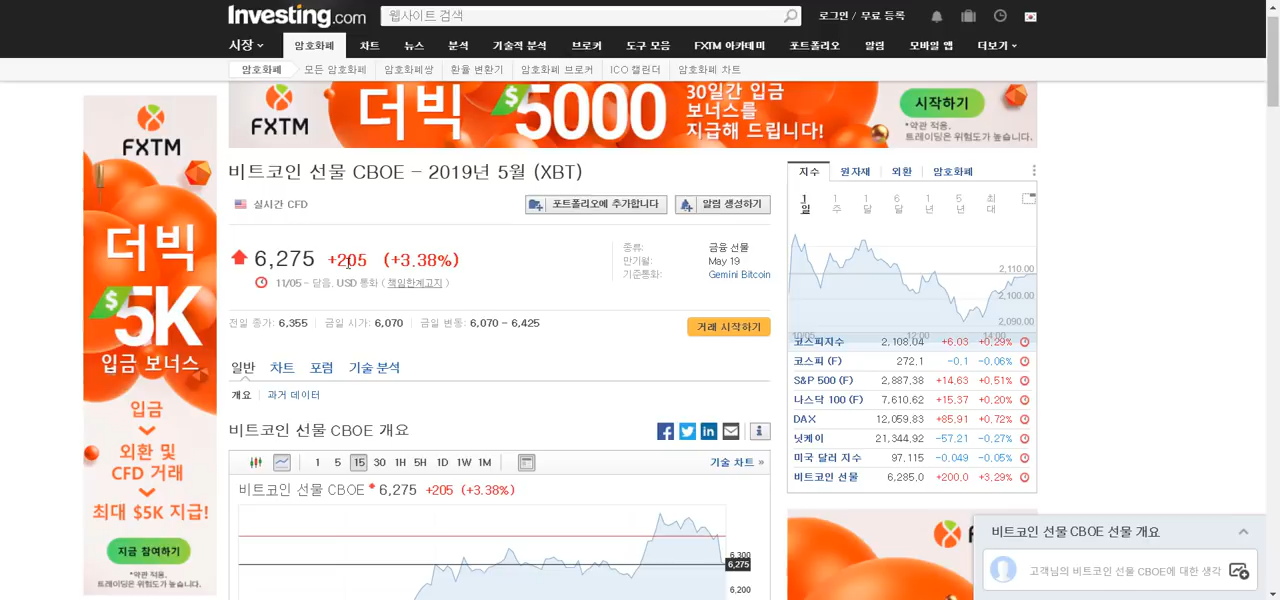 Investing.com
웹사이트 검색
로그인 / 무료 등록
시장 암호화폐 차트 뉴스 분석 기술적 분석 브로커 도구 모음 FXTM 아카데미 포트폴리오 알림 모바일 앱 더보기
암호화폐 모든 암호화폐 암호화폐쌍 환율 변환기 암호화폐 브로커 ICO 캘린더 암호화폐 차트
FXTM
더빅 $5000
30일간 입금
보너스를
지급해 드립니다!
시작하기
*약관 적용.
트레이딩은 위험도가 높습니다.
FXTM
더빅
$5K
입금 보너스
입금
외환 및
CFD 거래
최대 $5K 지급!
지금 참여하기
*약관 적용.
트레이딩은 위험도가 높습니다.
비트코인 선물 CBOE - 2019년 5월 (XBT)
실시간 CFD
포트폴리오에 추가합니다
알림 생성하기
6,275 +205 (+3.38%)
11/05 - 닫음. USD 통화 ( 책임한계고지 )
종류: 금융 선물
만기월: May 19
기준통화: Gemini Bitcoin
전일 종가: 6,355 금일 시가: 6,070 금일 변동: 6,070 - 6,425
거래 시작하기
일반 차트 포럼 기술 분석
개요 과거 데이터
비트코인 선물 CBOE 개요
1 5 15 30 1H 5H 1D 1W 1M
기술 차트 »
비트코인 선물 CBOE 6,275 +205 (+3.38%)
6,300
6,275
6,200
지수 원자재 외환 암호화폐
1일 1주 1달 6달 1년 5년 최대
2,110.00
2,100.00
2,090.00
10/05 12:00 14:00
코스피지수 2,108.04 +6.03 +0.29%
코스피 (F) 272.1 -0.1 -0.06%
S&P 500 (F) 2,887.38 +14.63 +0.51%
나스닥 100 (F) 7,610.62 +15.37 +0.20%
DAX 12,059.83 +85.91 +0.72%
닛케이 21,344.92 -57.21 -0.27%
미국 달러 지수 97.115 -0.049 -0.05%
비트코인 선물 6,285.0 +200.0 +3.29%
비트코인 선물 CBOE 선물 개요
고객님의 비트코인 선물 CBOE에 대한 생각